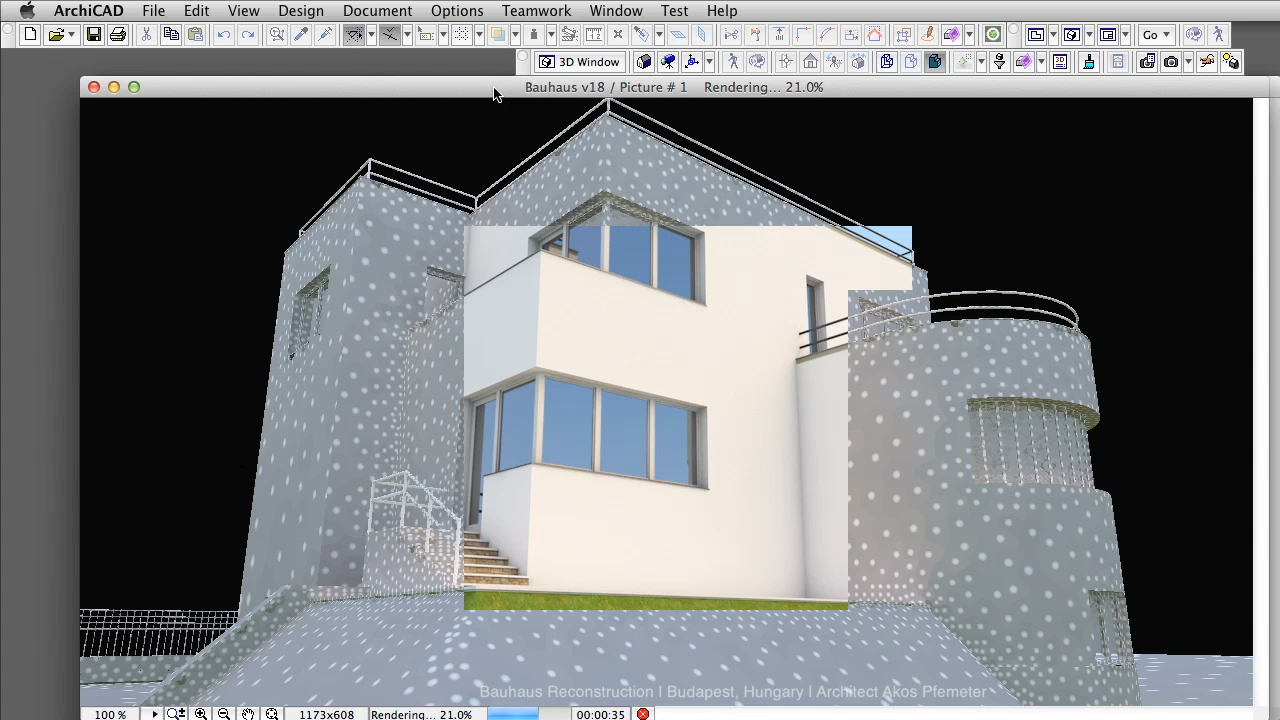 ArchiCAD File Edit View Design Document Options Teamwork Window Test Help
Go
3D Window
Bauhaus v18 / Picture # 1 Rendering... 21.0%
Bauhaus Reconstruction I Budapest, Hungary I Architect Akos Pfemeter
100 % 1173x608 Rendering... 21.0% 00:00:35